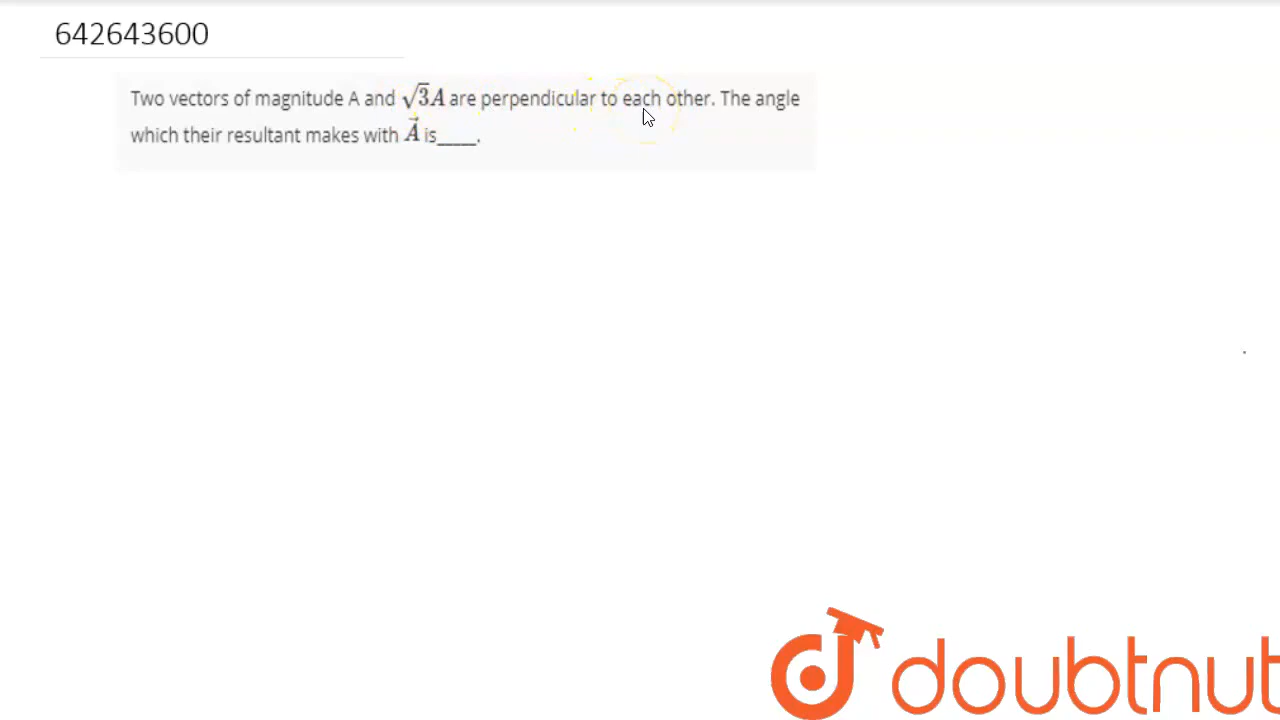 642643600
Two vectors of magnitude A and √3A are perpendicular to each other. The angle
which their resultant makes with A⃗ is____.
doubtnut